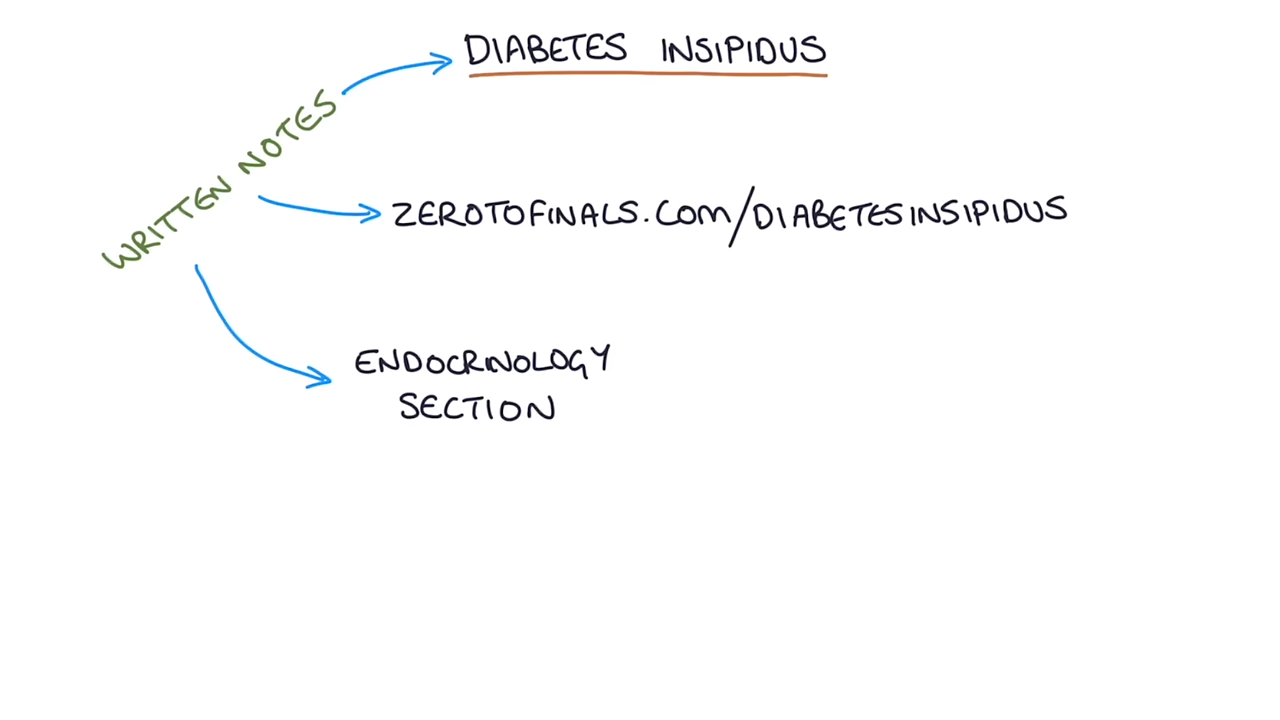 DIABETES INSIPIDUS
WRITTEN NOTES
ZEROTOFINALS.COM/DIABETESINSIPIDUS
ENDOCRINOLOGY
SECTION